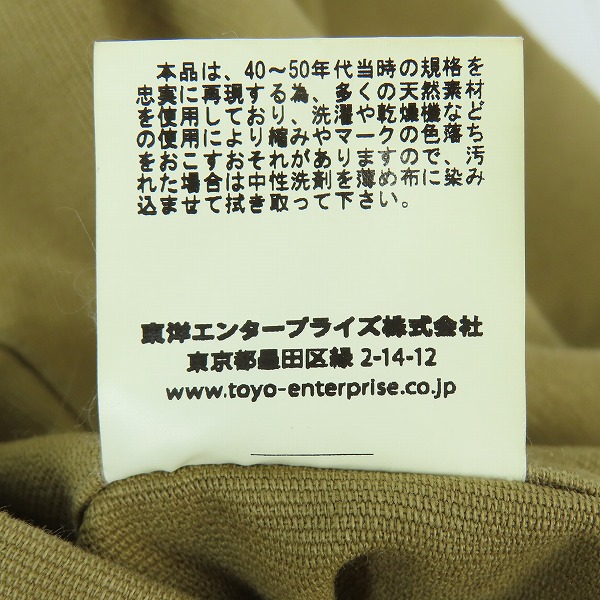 本品は、40～50年代当時の規格を
忠実に再現する為、多くの天然素材
を使用しており、洗濯や乾燥機など
の使用により縮みやマークの色落ち
をおこすおそれがありますので、汚
れた場合は中性洗剤を薄め布に染み
込ませて拭き取って下さい。
東洋エンタープライズ株式会社
東京都墨田区緑 2-14-12
www.toyo-enterprise.co.jp